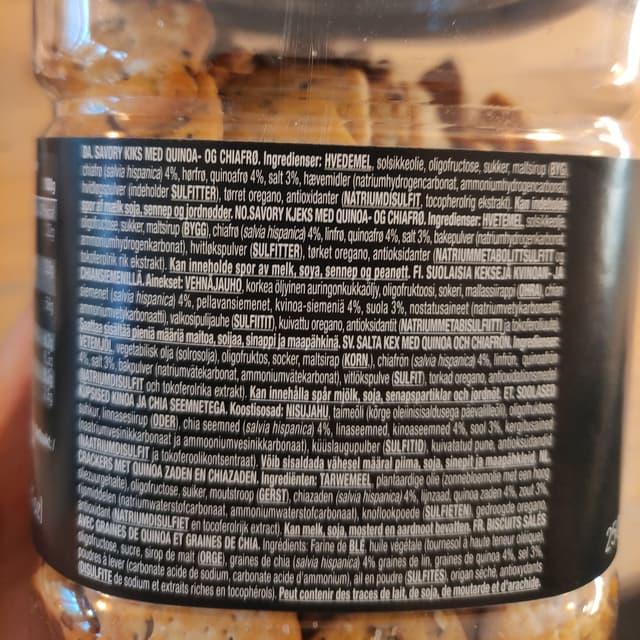 DA. SAVORY KIKS MED QUINOA- OG CHIAFRØ. Ingredienser: HVEDEMEL, solsikkeolie, oligofructose, sukker, maltsirup (BYG),
chiafrø (salvia hispanica) 4%, hørfrø, quinoafrø 4%, salt 3%, hævemidler (natriumhydrogencarbonat, ammoniumhydrogencarbonat),
hvidløgspulver (indeholder SULFITTER), tørret oregano, antioxidanter (NATRIUMDISULFIT, tocopherolrig ekstrakt). Kan indeholde
spor af melk, soja, sennep og jordnødder. NO. SAVORY KJEKS MED QUINOA- OG CHIAFRØ. Ingredienser: HVETEMEL, solsikkeolje,
oligofructose, sukker, maltsirup (BYGG), chiafrø (salvia hispanica) 4%, linfrø, quinoafrø 4%, salt 3%, bakepulver (natriumhydrogenkarbonat,
ammoniumhydrogenkarbonat), hvitløkspulver (SULFITTER), tørket oregano, antioksidanter (NATRIUMMETABOLITTSULFITT og
tokoferolrik rik ekstrakt). Kan inneholde spor av melk, soya, sennep og peanøtt. FI. SUOLAISIA KEKSEJÄ KVINOAN- JA
CHIANSIEMENILLÄ. Ainekset: VEHNÄJAUHO, korkea öljyinen auringonkukkaöljy, oligofruktoosi, sokeri, mallassiirappi (OHRA), chian
siemenet (salvia hispanica) 4%, pellavansiemenet, kvinoa-siemeniä 4%, suola 3%, nostatusaineet (natriumvetykarbonaatti,
ammoniumvetykarbonaatti), valkosipulijauhe (SULFIITIT), kuivattu oregano, antioksidantit (NATRIUMMETABISULFIITTI ja
Saattaa sisältää pieniä määriä maitoa, soijaa, sinappi ja maapähkinä. SV. SALTA KEX MED QUINOA OCH CHIAFRÖN. Ingredienser:
VETEMJÖL, vegetabilisk olja (solrosolja), oligofruktos, socker, maltsirap (KORN), chiafrön (salvia hispanica) 4%, linfrön, quinoafrön
4%, salt 3%, bakpulver (natriumvätekarbonat, ammoniumvätekarbonat), vitlökspulver (SULFIT), torkad oregano, antioxidanter
(NATRIUMDISULFIT och tokoferolrika extrakt). Kan innehålla spår mjölk, soja, senapspartiklar och jordnöt. ET. SOOLASED
KÜPSISED KINOA JA CHIA SEEMNETEGA. Koostisosad: NISUJAHU, taimeõli (kõrge oleiinisisaldusega päevalilleõli), oligofruktoos,
suhkur, linnasesiirup (ODER), chia seemned (salvia hispanica) 4%, linaseemned, kinoaseemned 4%, sool 3%, kergitusained
(naatriumvesinikkarbonaat ja ammooniumvesinikkarbonaat), küüslaugupulber (SULFITID), kuivatatud pune, antioksüdandid
(NAATRIUMDISULFIT ja tokoferoolikontsentraat). Võib sisaldada vähesel määral piima, soja, sinepit ja maapähkleid. NL.
CRACKERS MET QUINOA ZADEN EN CHIAZADEN. Ingrediënten: TARWEMEEL, plantaardige olie (zonnebloemolie met een hoog
oliezuurgehalte), oligofructose, suiker, moutstroop (GERST), chiazaden (salvia hispanica) 4%, lijnzaad, quinoa zaden 4%, zout 3%,
rijsmiddelen (natriumwaterstofcarbonaat, ammoniumwaterstofcarbonaat), knoflookpoeder (SULFIETEN), gedroogde oregano,
antioxidant (NATRIUMDISULFIET en tocoferolrijk extract). Kan melk, soja, mosterd en aardnoot bevatten. FR. BISCUITS SALÉS
AVEC GRAINES DE QUINOA ET GRAINES DE CHIA. Ingrédients: Farine de BLÉ, huile végétale (tournesol à haute teneur oléique),
oligofructose, sucre, sirop de malt (ORGE), graines de chia (salvia hispanica) 4%, graines de lin, graines de quinoa 4%, sel 3%,
poudres à lever (carbonate acide de sodium, carbonate acide d'ammonium), ail en poudre (SULFITES), origan séché, antioxydants
(DISULFITE de sodium et extraits riches en tocophérols). Peut contenir des traces de lait, de soja, de moutarde et d'arachide.